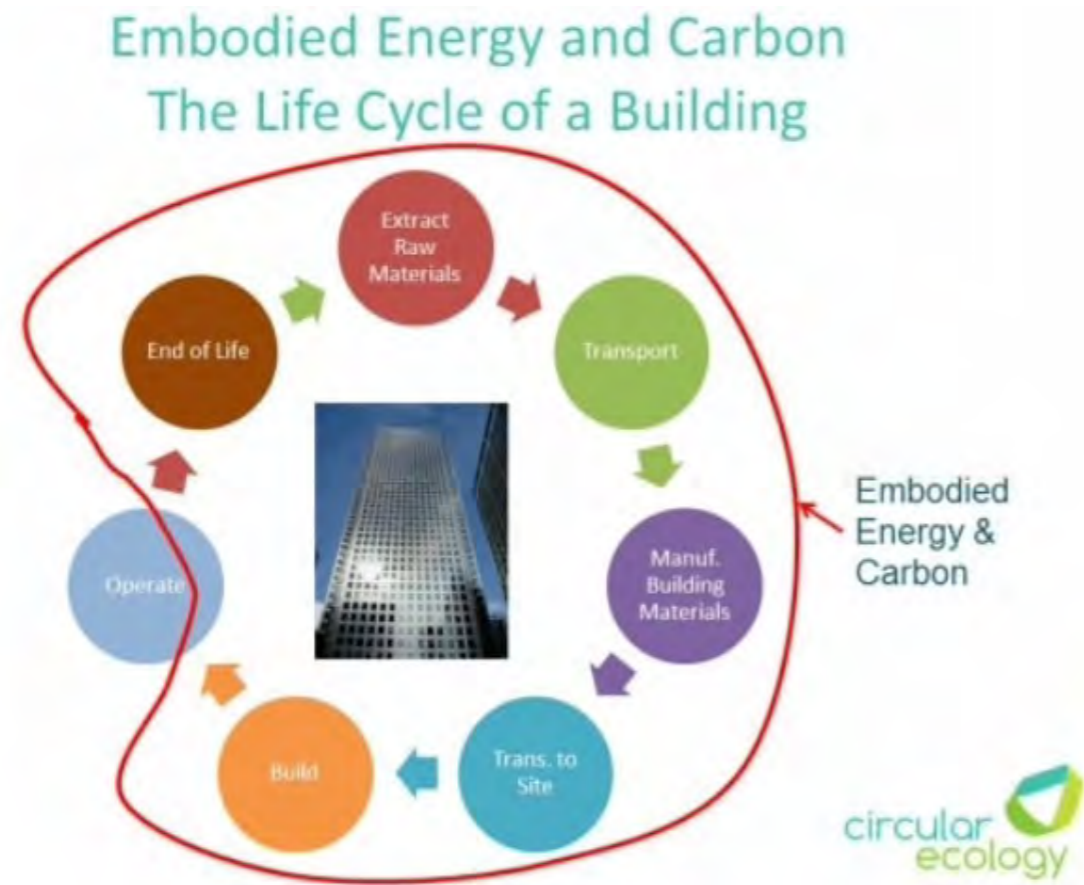 Embodied Energy and Carbon
The Life Cycle of a Building
Extract
Raw
Materials
Transport
Manuf.
Building
Materials
Trans. to
Site
Build
Operate
End of Life
Embodied
Energy &
Carbon
circular
ecology